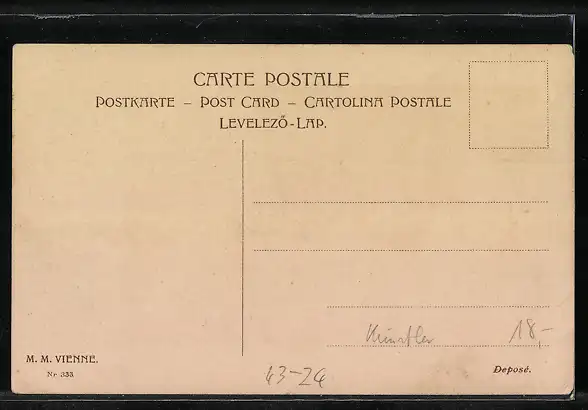 CARTE POSTALE
POSTKARTE – POST CARD – CARTOLINA POSTALE
LEVELEZŐ-LAP.
Künstler 18,-
M. M. VIENNE.
Nr. 333
Deposé.
43-24